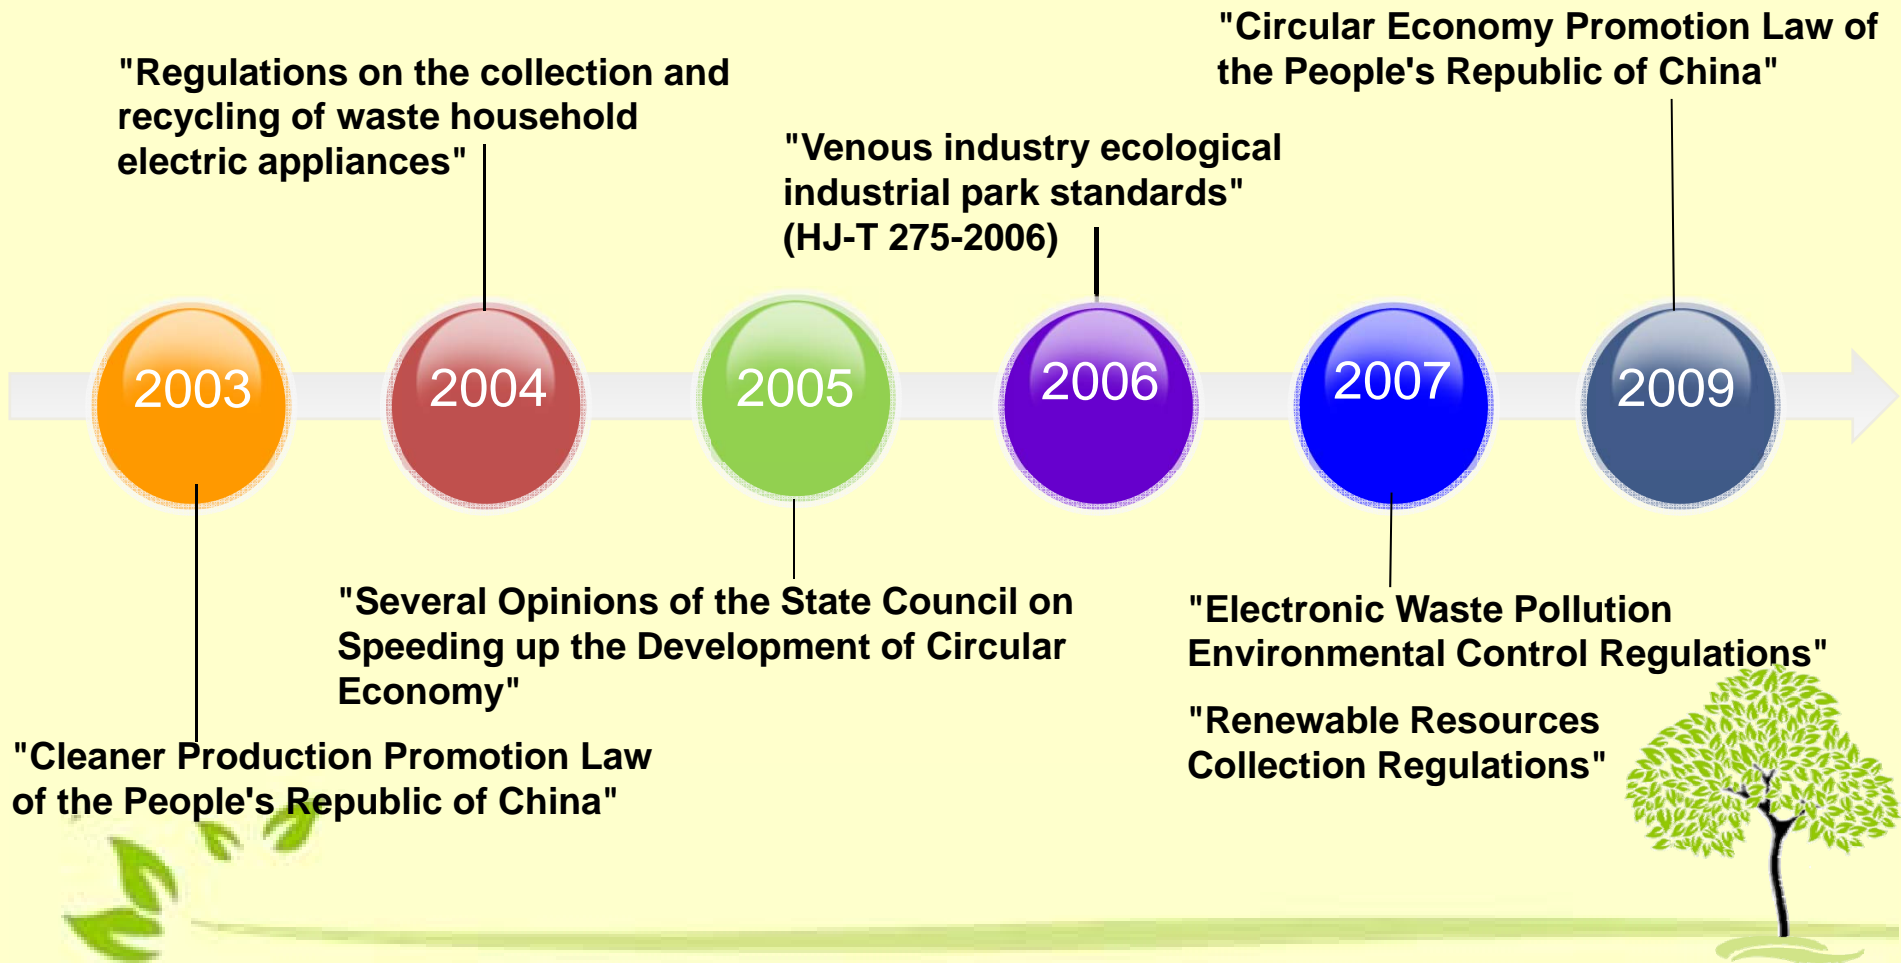 "Circular Economy Promotion Law of
the People's Republic of China"
"Regulations on the collection and
recycling of waste household
electric appliances"
"Venous industry ecological
industrial park standards"
(HJ-T 275-2006)
2003
2004
2005
2006
2007
2009
"Several Opinions of the State Council on
Speeding up the Development of Circular
Economy"
"Electronic Waste Pollution
Environmental Control Regulations"
"Renewable Resources
Collection Regulations"
"Cleaner Production Promotion Law
of the People's Republic of China"